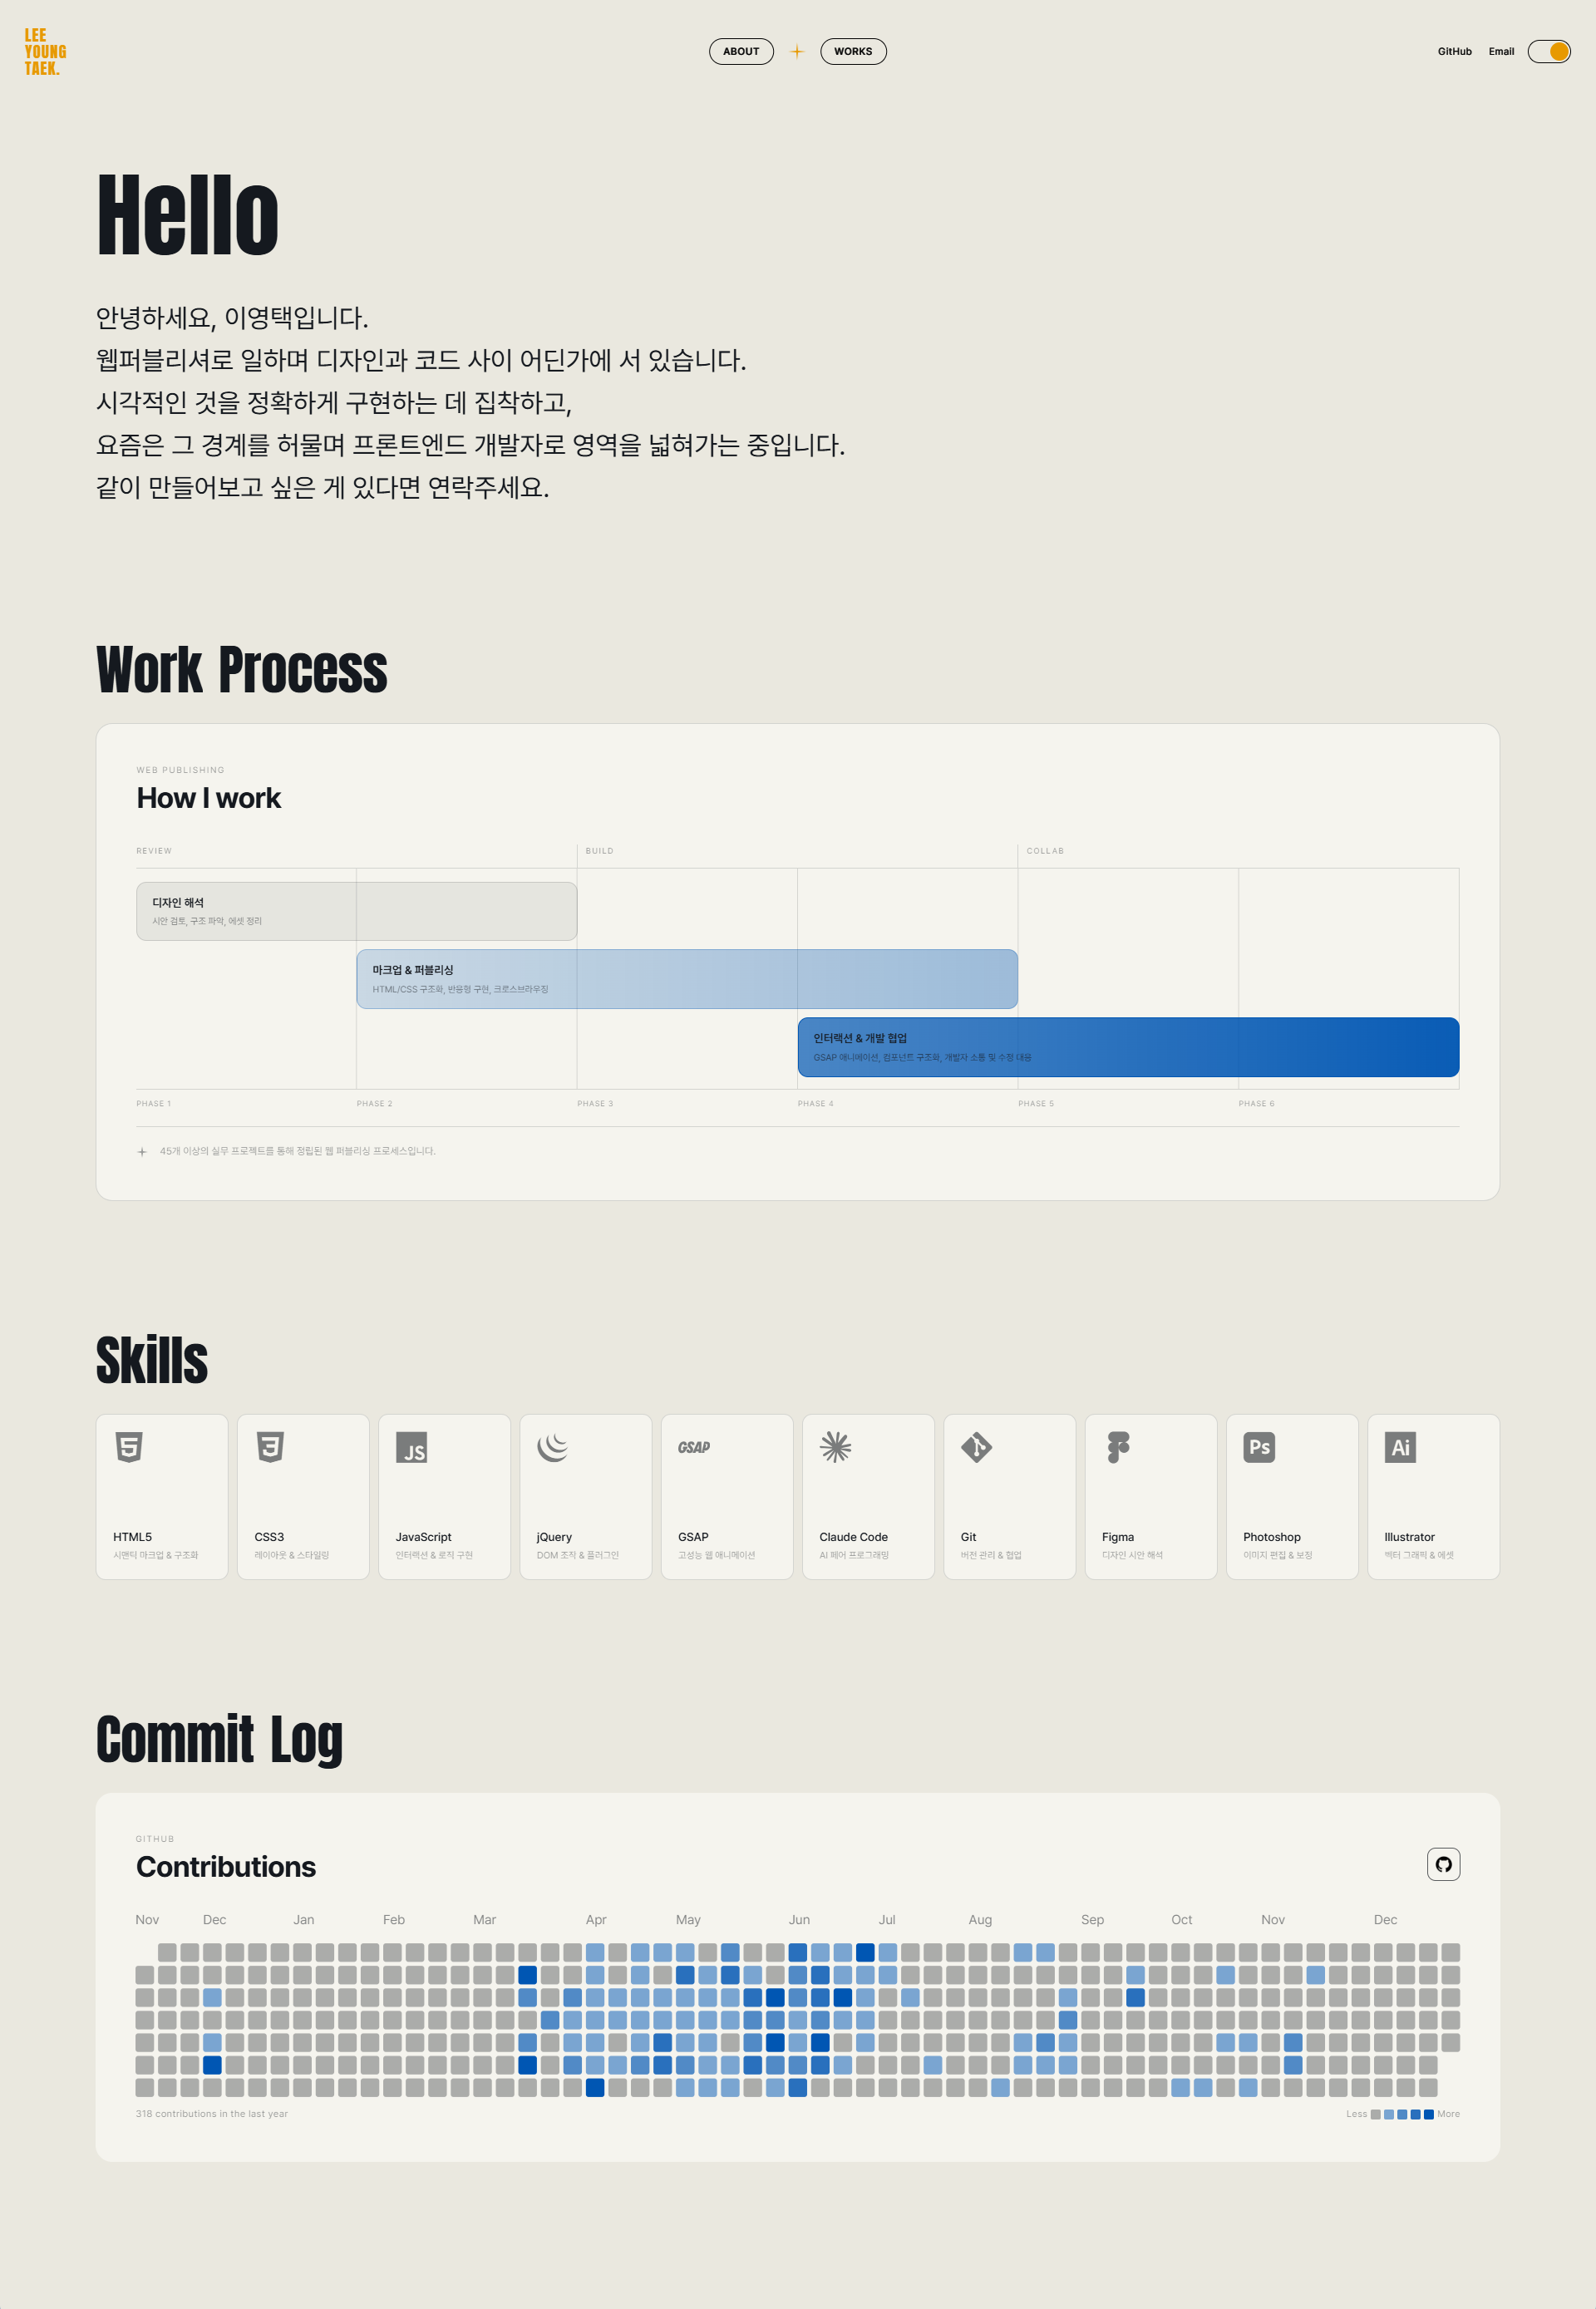 LEE
YOUNG
TAEK.
ABOUT
WORKS
GitHub
Email
Hello
안녕하세요, 이영택입니다.
웹퍼블리셔로 일하며 디자인과 코드 사이 어딘가에 서 있습니다.
시각적인 것을 정확하게 구현하는 데 집착하고,
요즘은 그 경계를 허물며 프론트엔드 개발자로 영역을 넓혀가는 중입니다.
같이 만들어보고 싶은 게 있다면 연락주세요.
Work Process
WEB PUBLISHING
How I work
REVIEW
BUILD
COLLAB
디자인 해석
시안 검토, 구조 파악, 에셋 정리
마크업 & 퍼블리싱
HTML/CSS 구조화, 반응형 구현, 크로스브라우징
인터랙션 & 개발 협업
GSAP 애니메이션, 컴포넌트 구조화, 개발자 소통 및 수정 대응
PHASE 1
PHASE 2
PHASE 3
PHASE 4
PHASE 5
PHASE 6
45개 이상의 실무 프로젝트를 통해 정립된 웹 퍼블리싱 프로세스입니다.
Skills
HTML5
시맨틱 마크업 & 구조화
CSS3
레이아웃 & 스타일링
JS
JavaScript
인터랙션 & 로직 구현
jQuery
DOM 조작 & 플러그인
GSAP
GSAP
고성능 웹 애니메이션
Claude Code
AI 페어 프로그래밍
Git
버전 관리 & 협업
Figma
디자인 시안 해석
Ps
Photoshop
이미지 편집 & 보정
Ai
Illustrator
벡터 그래픽 & 에셋
Commit Log
GITHUB
Contributions
Nov
Dec
Jan
Feb
Mar
Apr
May
Jun
Jul
Aug
Sep
Oct
Nov
Dec
318 contributions in the last year
Less
More